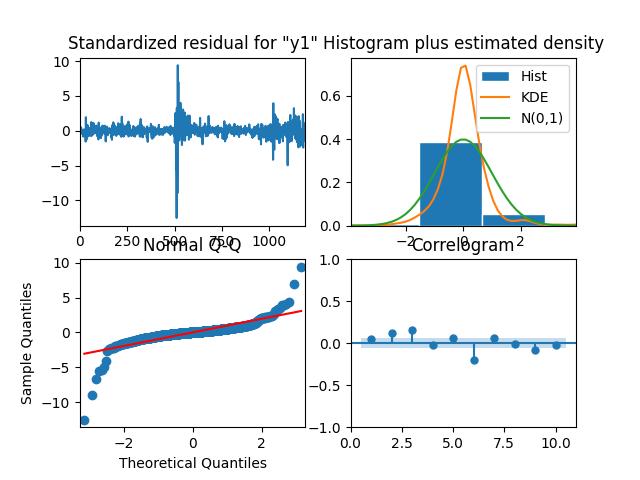 Standardized residual for "y1"
Histogram plus estimated density
10
5
0
−5
−10
0 250 500 750 1000
Hist
KDE
N(0,1)
0.6
0.4
0.2
0.0
−2 0 2
Normal Q-Q
Correlogram
Sample Quantiles
10
5
0
−5
−10
−2 0 2
Theoretical Quantiles
1.0
0.5
0.0
−0.5
−1.0
0.0 2.5 5.0 7.5 10.0